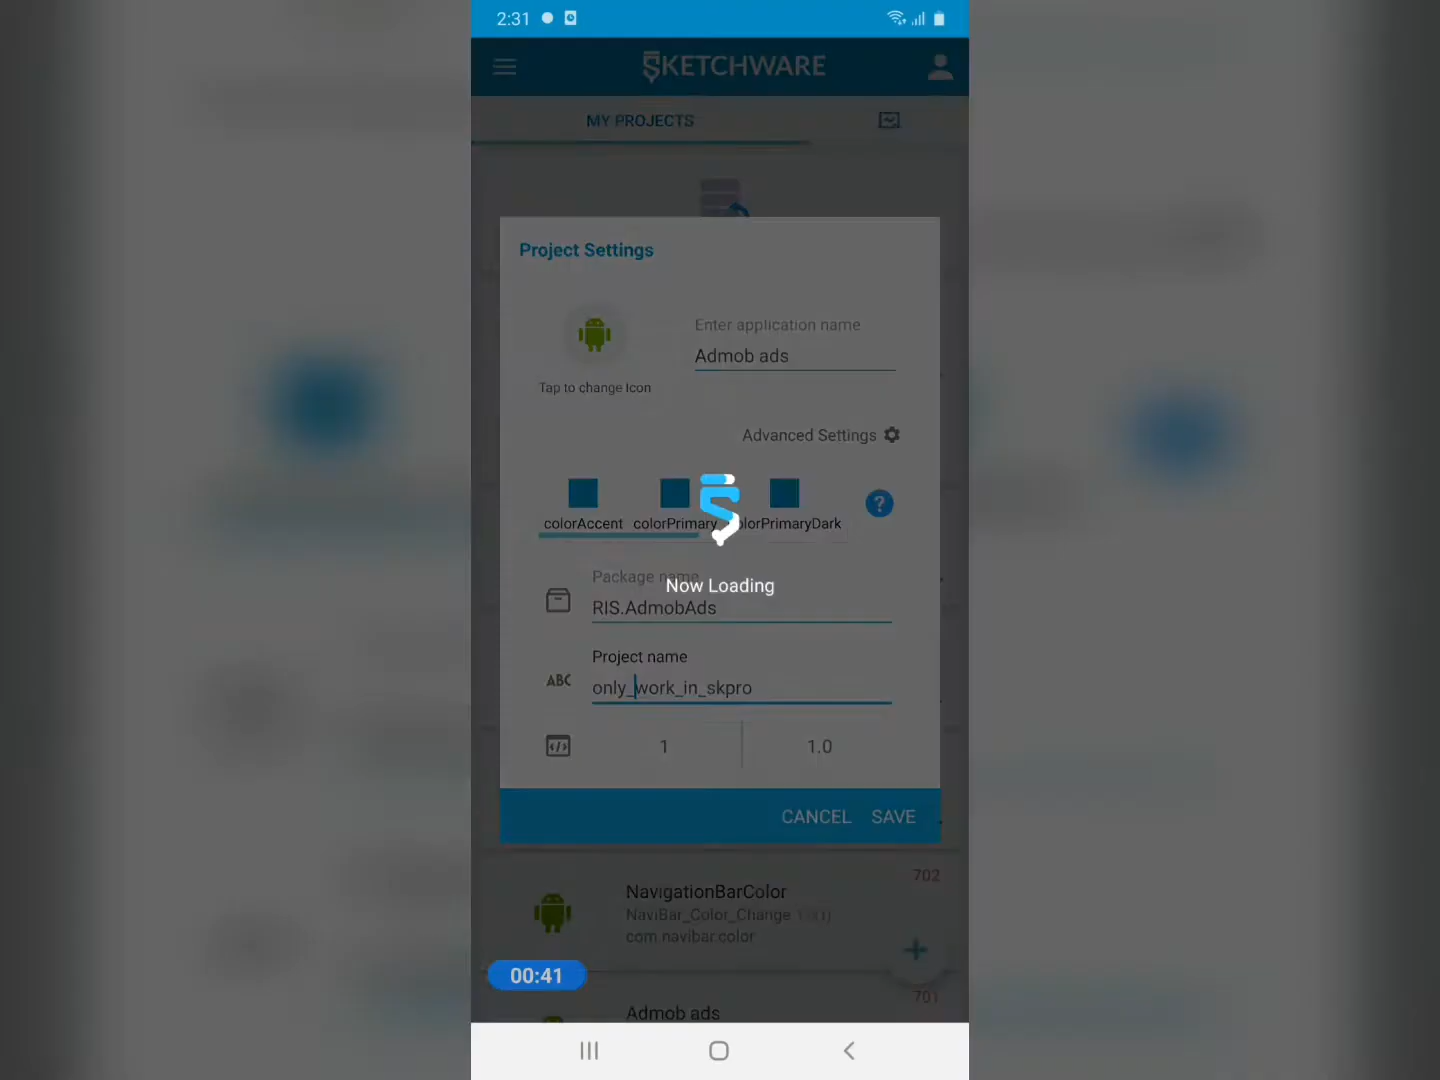 2:31
SKETCHWARE
MY PROJECTS
Project Settings
Enter application name
Admob ads
Tap to change Icon
Advanced Settings
colorAccent
colorPrimary
olorPrimaryDark
?
Package name
Now Loading
RIS.AdmobAds
Project name
ABC
only_work_in_skpro
1
1.0
CANCEL
SAVE
702
NavigationBarColor
NaviBar_Color_Change
com navibar.color
00:41
701
Admob ads